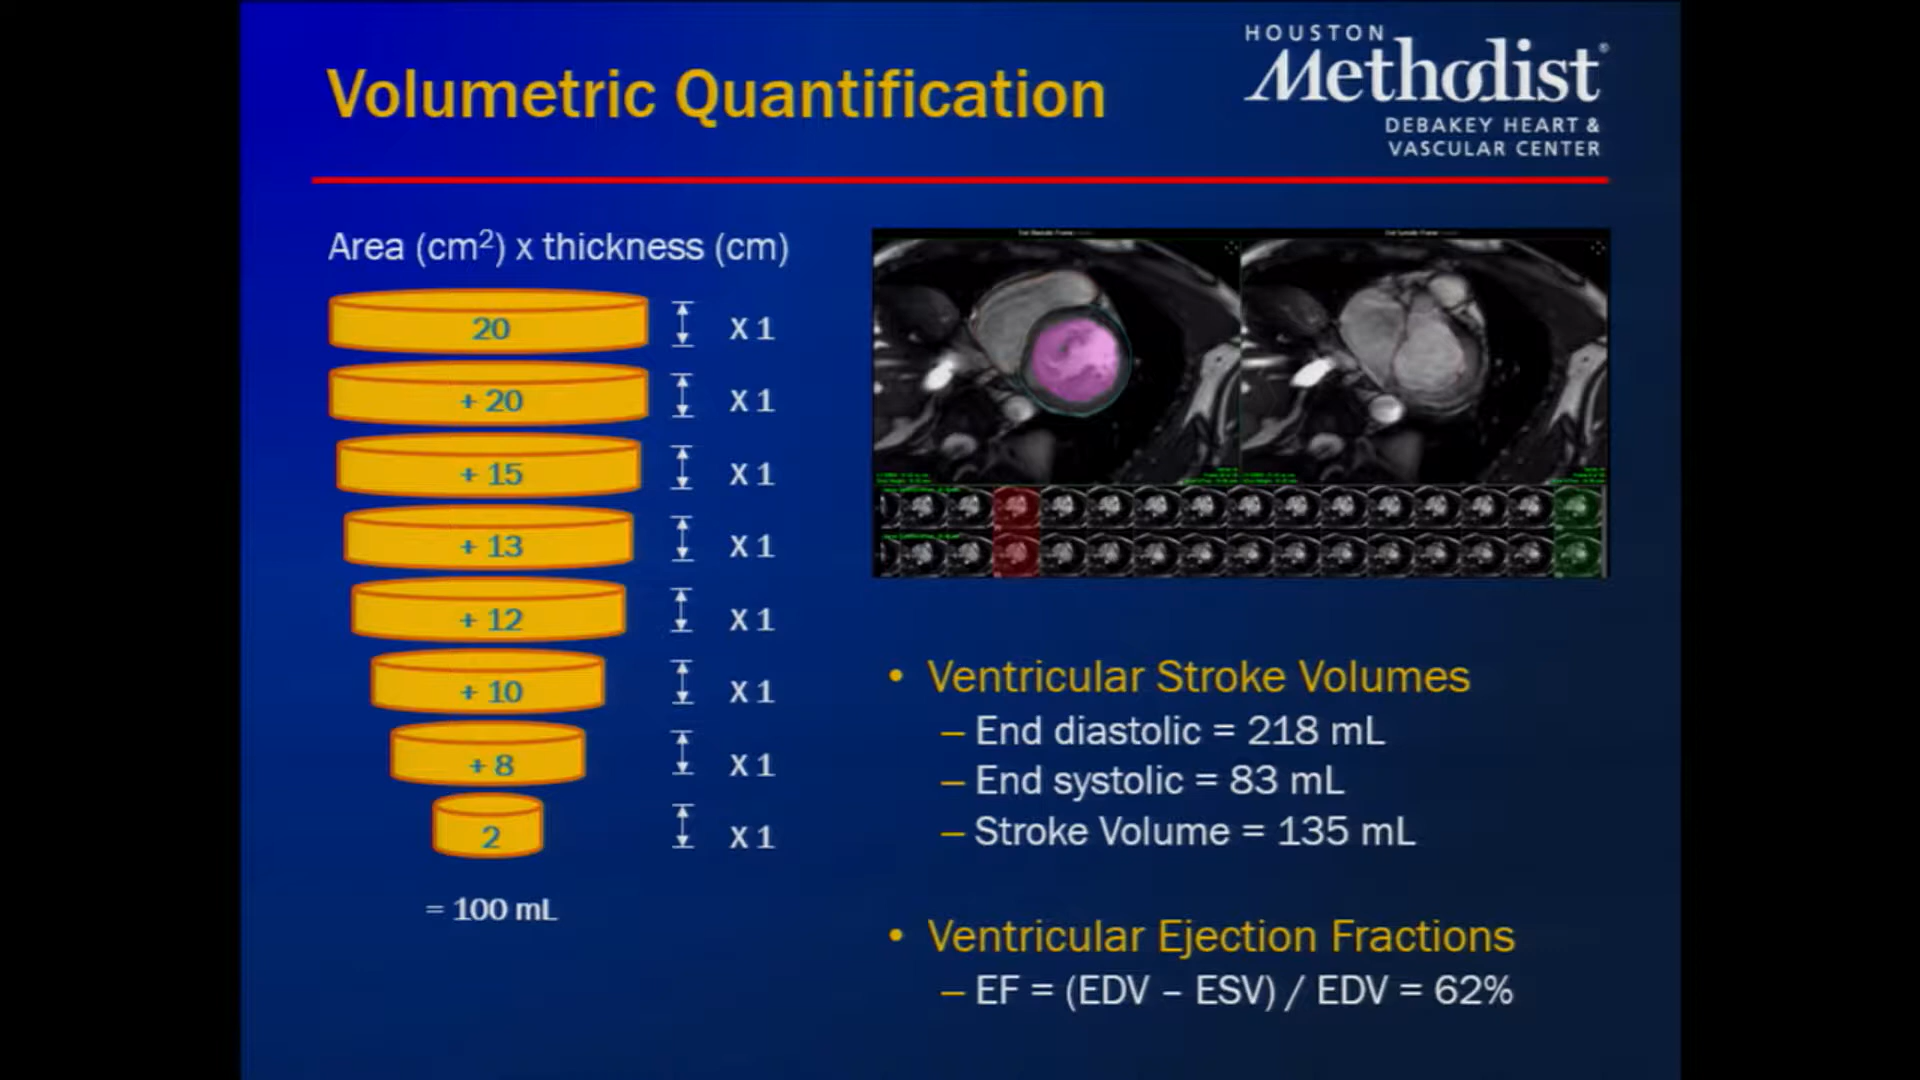 Volumetric Quantification
HOUSTON
Methodist®
DEBAKEY HEART &
VASCULAR CENTER
Area (cm²) x thickness (cm)
20 X 1
+ 20 X 1
+ 15 X 1
+ 13 X 1
+ 12 X 1
+ 10 X 1
+ 8 X 1
2 X 1
= 100 mL
• Ventricular Stroke Volumes
– End diastolic = 218 mL
– End systolic = 83 mL
– Stroke Volume = 135 mL
• Ventricular Ejection Fractions
– EF = (EDV – ESV) / EDV = 62%